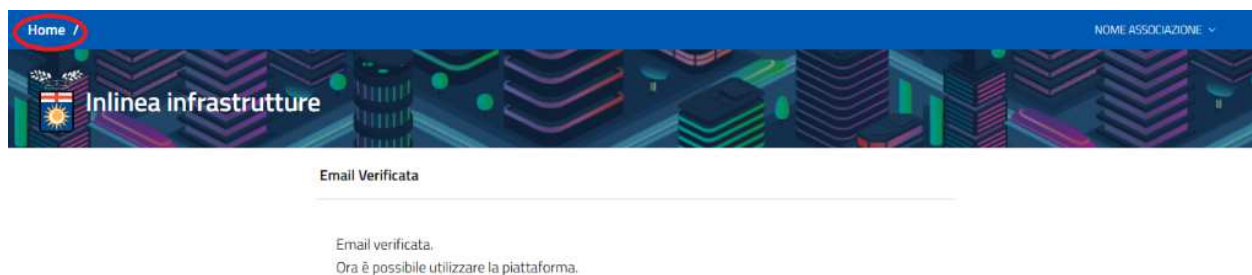 Home /
NOME ASSOCIAZIONE
Inlinea infrastrutture
Email Verificata
Email verificata.
Ora è possibile utilizzare la piattaforma.